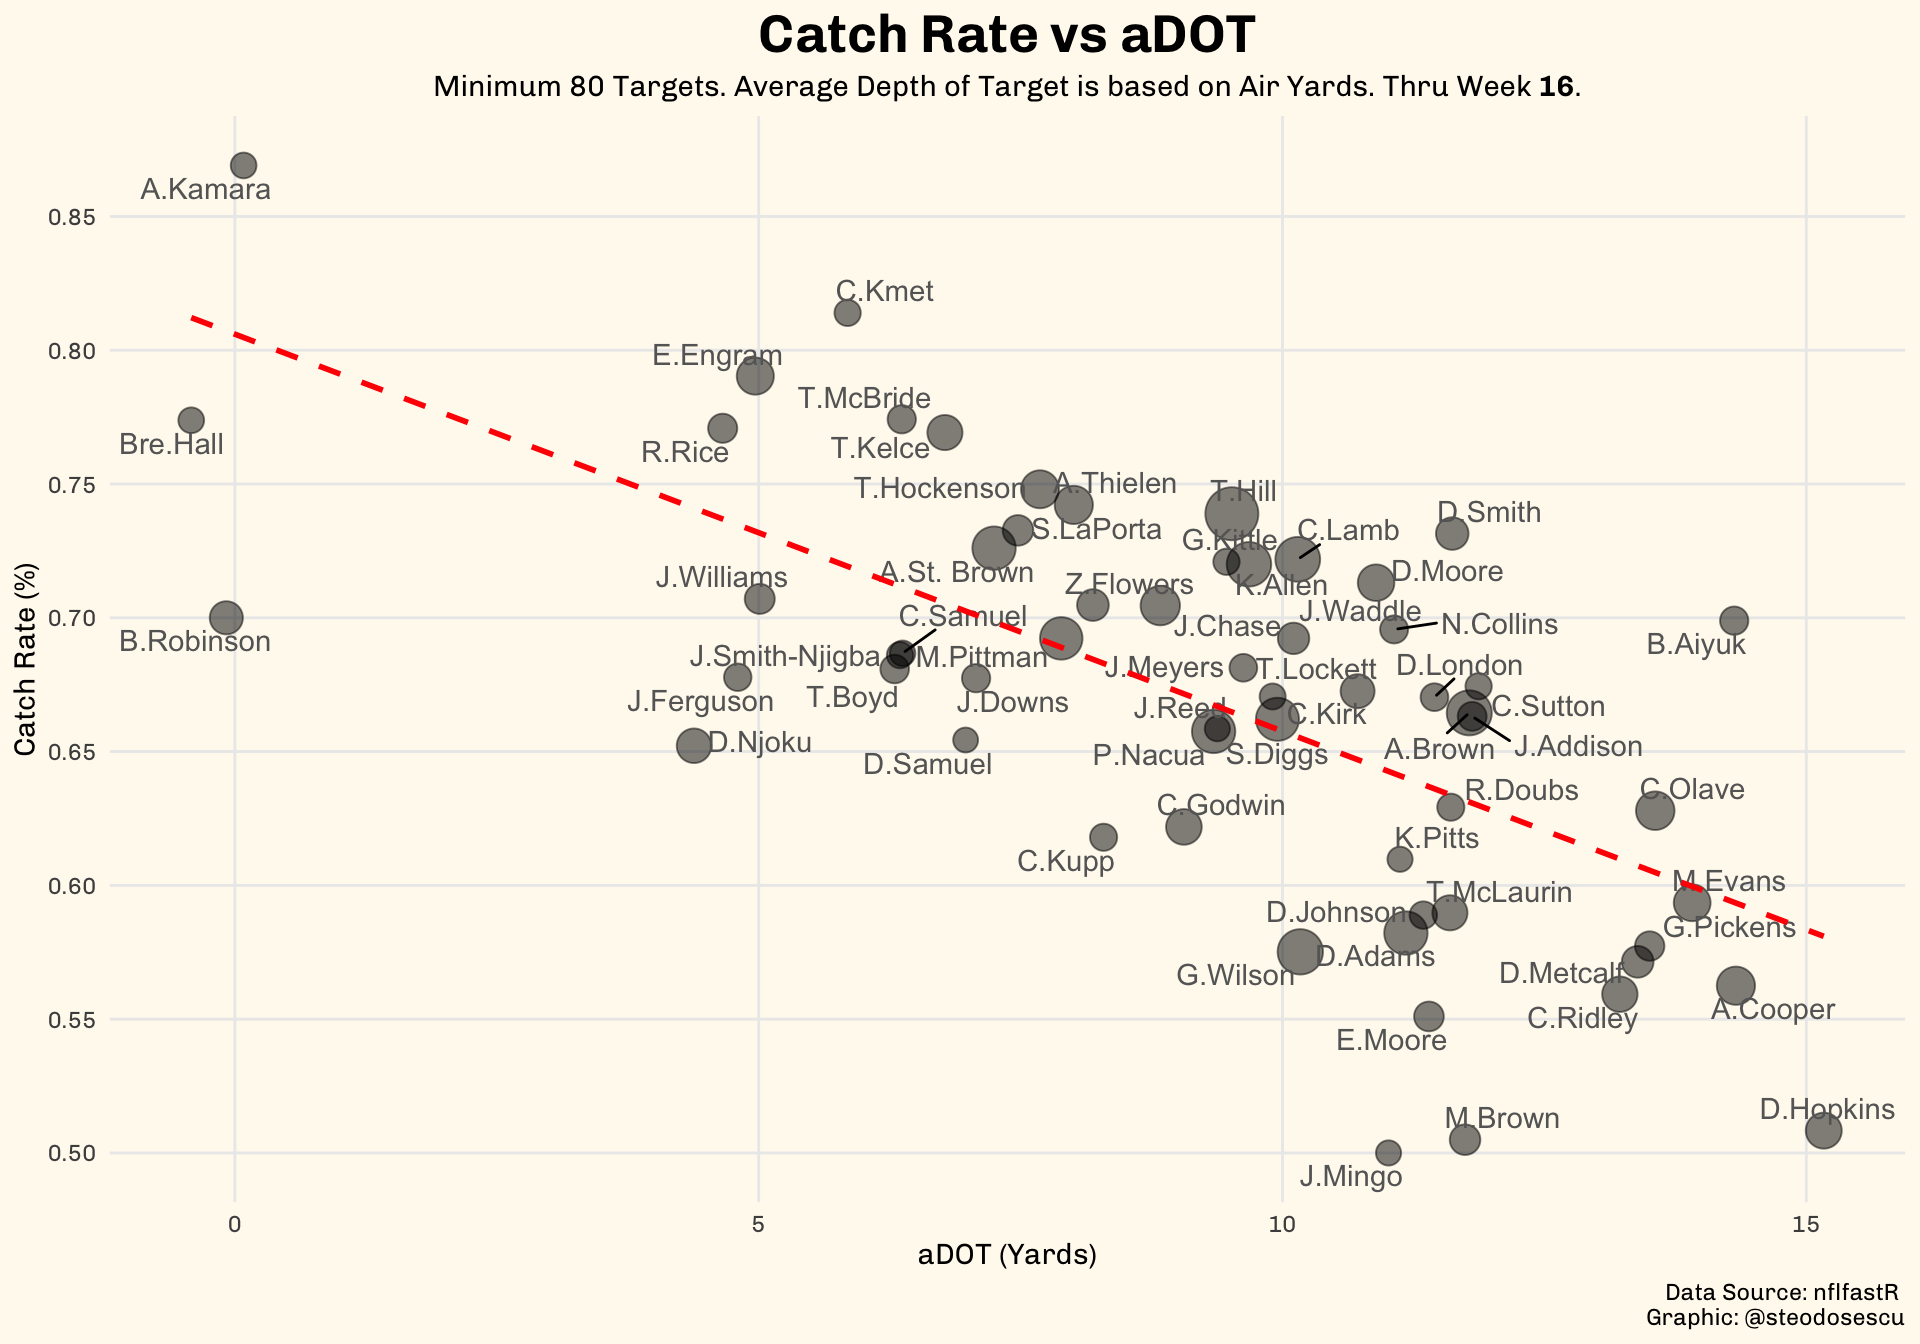 Catch Rate vs aDOT
Minimum 80 Targets. Average Depth of Target is based on Air Yards. Thru Week 16.
Catch Rate (%)
0.85
0.80
0.75
0.70
0.65
0.60
0.55
0.50
A.Kamara
C.Kmet
E.Engram
T.McBride
Bre.Hall
R.Rice
T.Kelce
T.Hockenson
A.Thielen
T.Hill
D.Smith
S.LaPorta
G.Kittle
C.Lamb
J.Williams
A.St. Brown
Z.Flowers
K.Allen
D.Moore
C.Samuel
J.Waddle
N.Collins
B.Robinson
J.Chase
B.Aiyuk
J.Smith-Njigba
M.Pittman
J.Meyers
T.Lockett
D.London
J.Ferguson
T.Boyd
J.Downs
J.Reed
C.Kirk
C.Sutton
D.Njoku
D.Samuel
P.Nacua
S.Diggs
A.Brown
J.Addison
R.Doubs
C.Olave
C.Godwin
K.Pitts
C.Kupp
M.Evans
T.McLaurin
D.Johnson
G.Pickens
D.Adams
G.Wilson
D.Metcalf
A.Cooper
C.Ridley
E.Moore
M.Brown
D.Hopkins
J.Mingo
0
5
10
15
aDOT (Yards)
Data Source: nflfastR
Graphic: @steodosescu